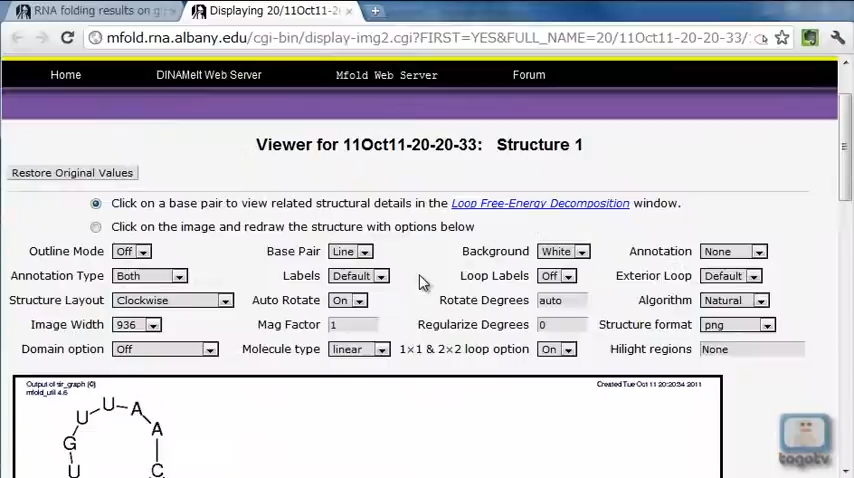 RNA folding results on gi
Displaying 20/11Oct11-2
mfold.rna.albany.edu/cgi-bin/display-img2.cgi?FIRST=YES&FULL_NAME=20/11Oct11-20-20-33/
Home DINAMelt Web Server Mfold Web Server Forum
Viewer for 11Oct11-20-20-33: Structure 1
Restore Original Values
Click on a base pair to view related structural details in the Loop Free-Energy Decomposition window.
Click on the image and redraw the structure with options below
Outline Mode Off Base Pair Line Background White Annotation None
Annotation Type Both Labels Default Loop Labels Off Exterior Loop Default
Structure Layout Clockwise Auto Rotate On Rotate Degrees auto Algorithm Natural
Image Width 936 Mag Factor 1 Regularize Degrees 0 Structure format png
Domain option Off Molecule type linear 1×1 & 2×2 loop option On Hilight regions None
Output of sir_graph (©) Created Tue Oct 11 20:20:34 2011
mfold_util 4.6
U U A
U A
G
U C
togotv